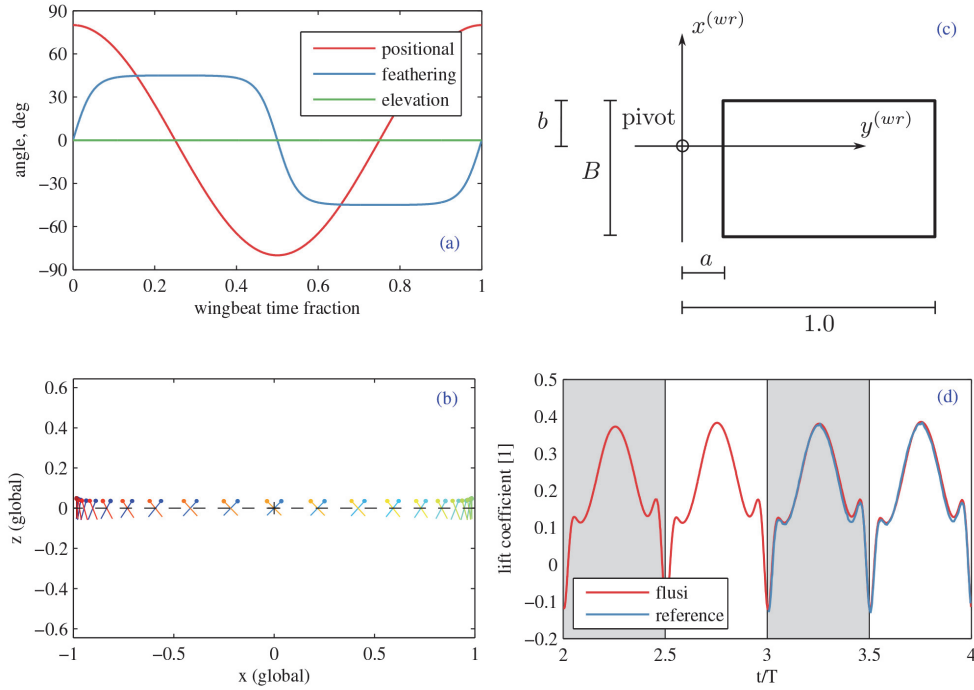 90
60
30
0
−30
−60
−90
angle, deg
positional
feathering
elevation
(a)
0
0.2
0.4
0.6
0.8
1
wingbeat time fraction
x^(wr)
(c)
b
B
pivot
y^(wr)
a
1.0
0.6
0.4
0.2
0
−0.2
−0.4
−0.6
z (global)
(b)
−1
−0.5
0
0.5
1
x (global)
0.5
0.4
0.3
0.2
0.1
0
−0.1
−0.2
lift coefficient [1]
(d)
flusi
reference
2
2.5
3
3.5
4
t/T